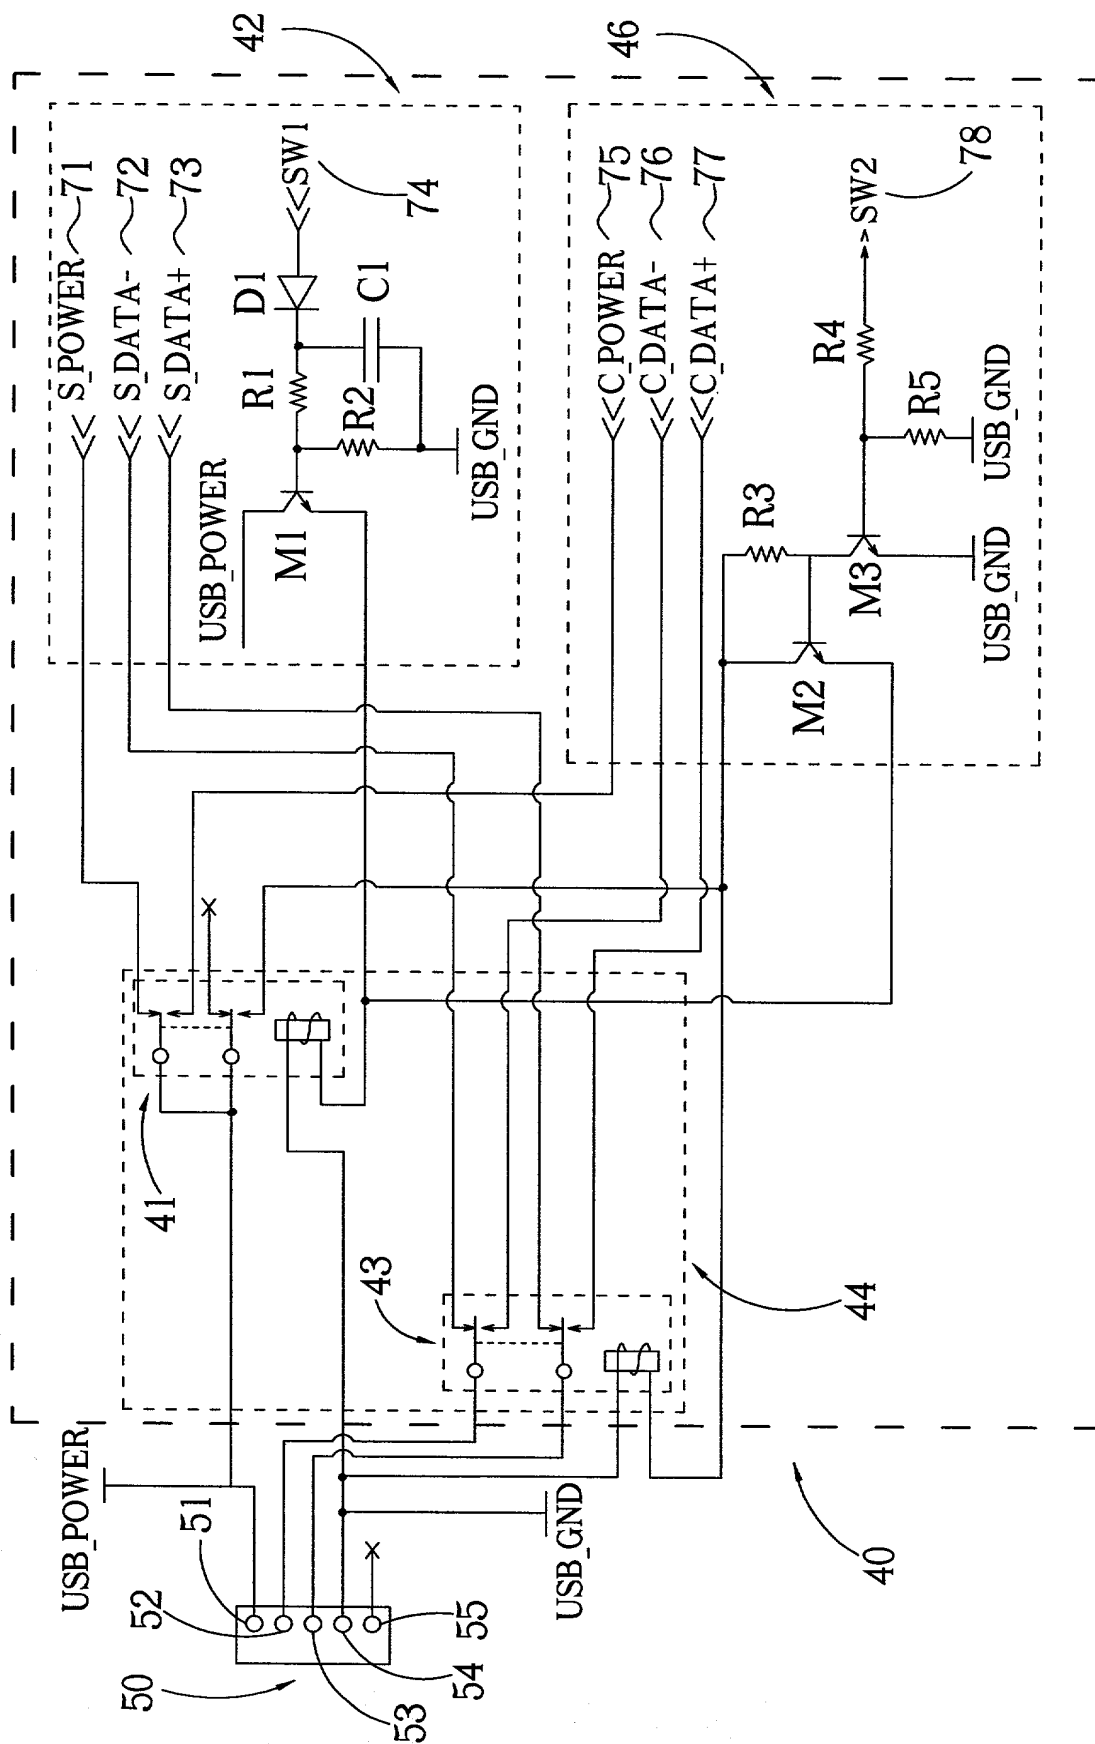 42
S_POWER 71
S_DATA- 72
S_DATA+ 73
SW1
74
D1
C1
R1
R2
USB_GND
USB_POWER
M1
46
C_POWER 75
C_DATA- 76
C_DATA+ 77
SW2
78
R4
R5
USB_GND
R3
M3
USB_GND
M2
41
43
44
40
USB_POWER
USB_GND
51
52
50
53
54
55